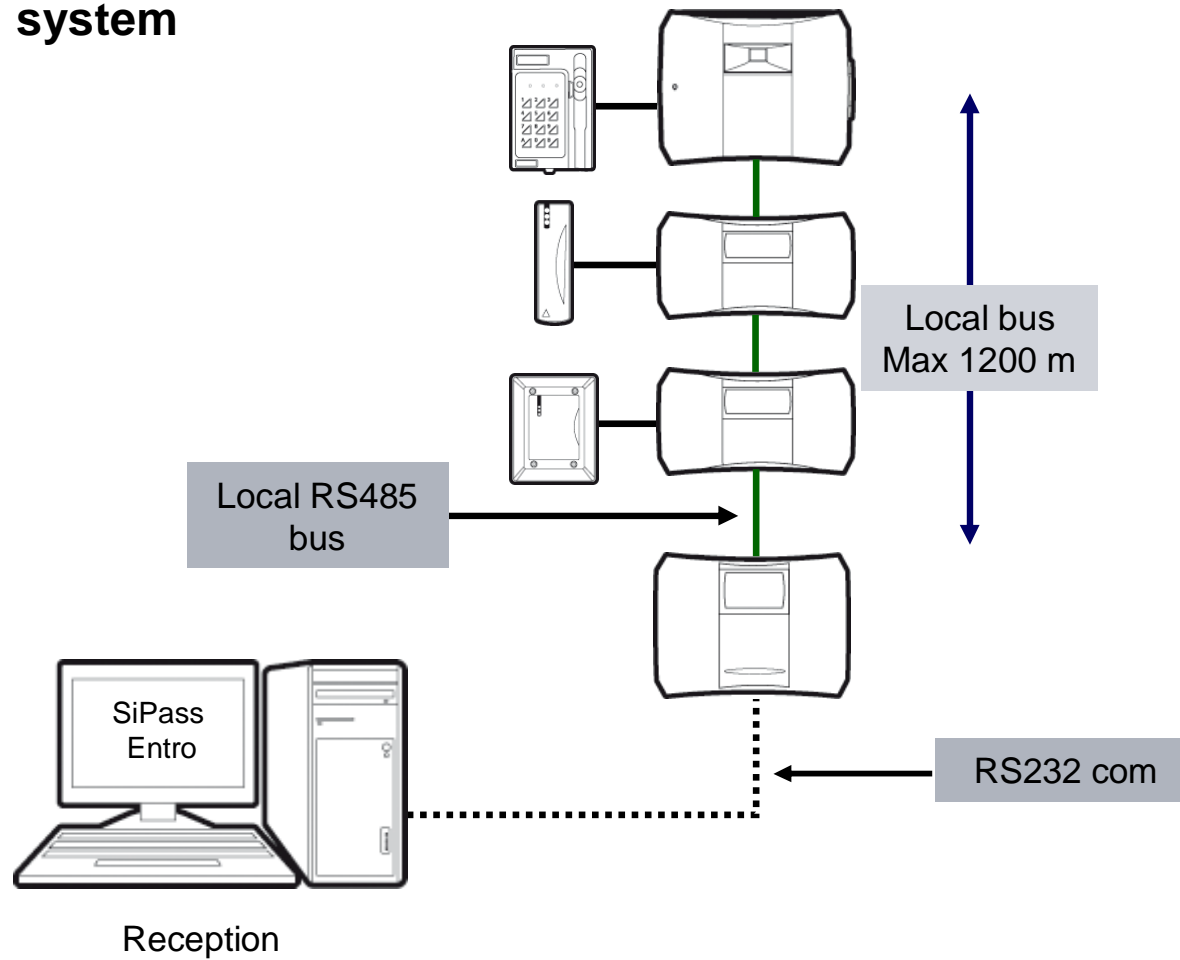 system
Local bus
Max 1200 m
Local RS485
bus
SiPass
Entro
RS232 com
Reception